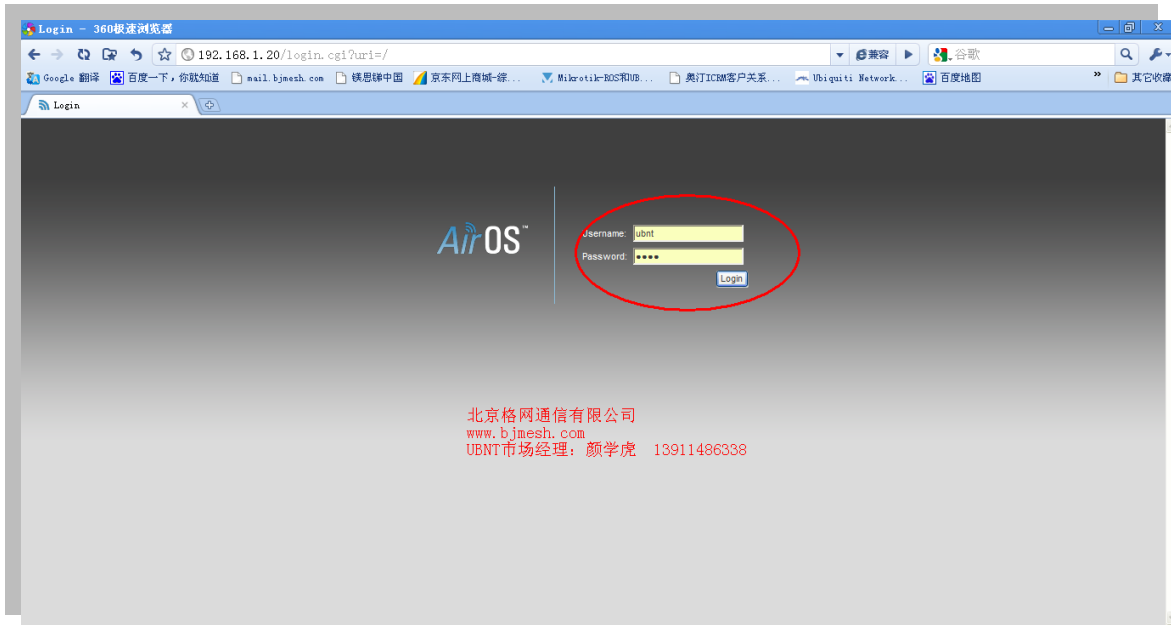 Login - 360极速浏览器
192.168.1.20/login.cgi?uri=/
兼容
谷歌
Google 翻译
百度一下，你就知道
mail.bjmesh.com
镁思锑中国
京东网上商城-综...
Mikrotik-ROS和UB...
奥汀ICRM客户关系...
Ubiquiti Network...
百度地图
»
其它收藏
Login
AirOS™
Username: ubnt
Password: ••••
Login
北京格网通信有限公司
www.bjmesh.com
UBNT市场经理：颜学虎 13911486338